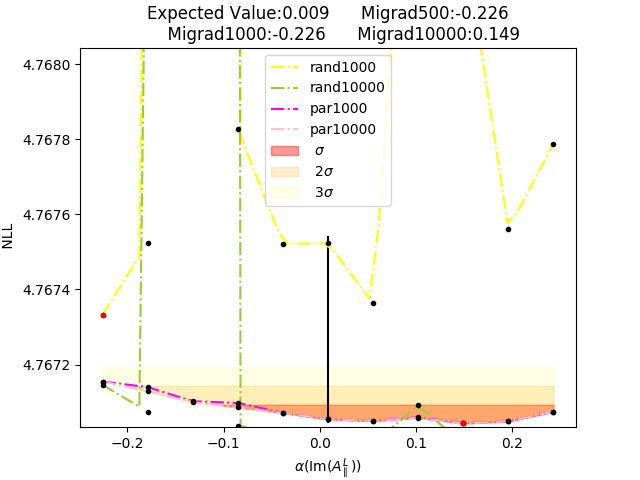 Expected Value:0.009 Migrad500:-0.226
Migrad1000:-0.226 Migrad10000:0.149
rand1000
rand10000
par1000
par10000
σ
2σ
3σ
4.7680
4.7678
4.7676
4.7674
4.7672
NLL
−0.2 −0.1 0.0 0.1 0.2
α(Im(A^L_∥))